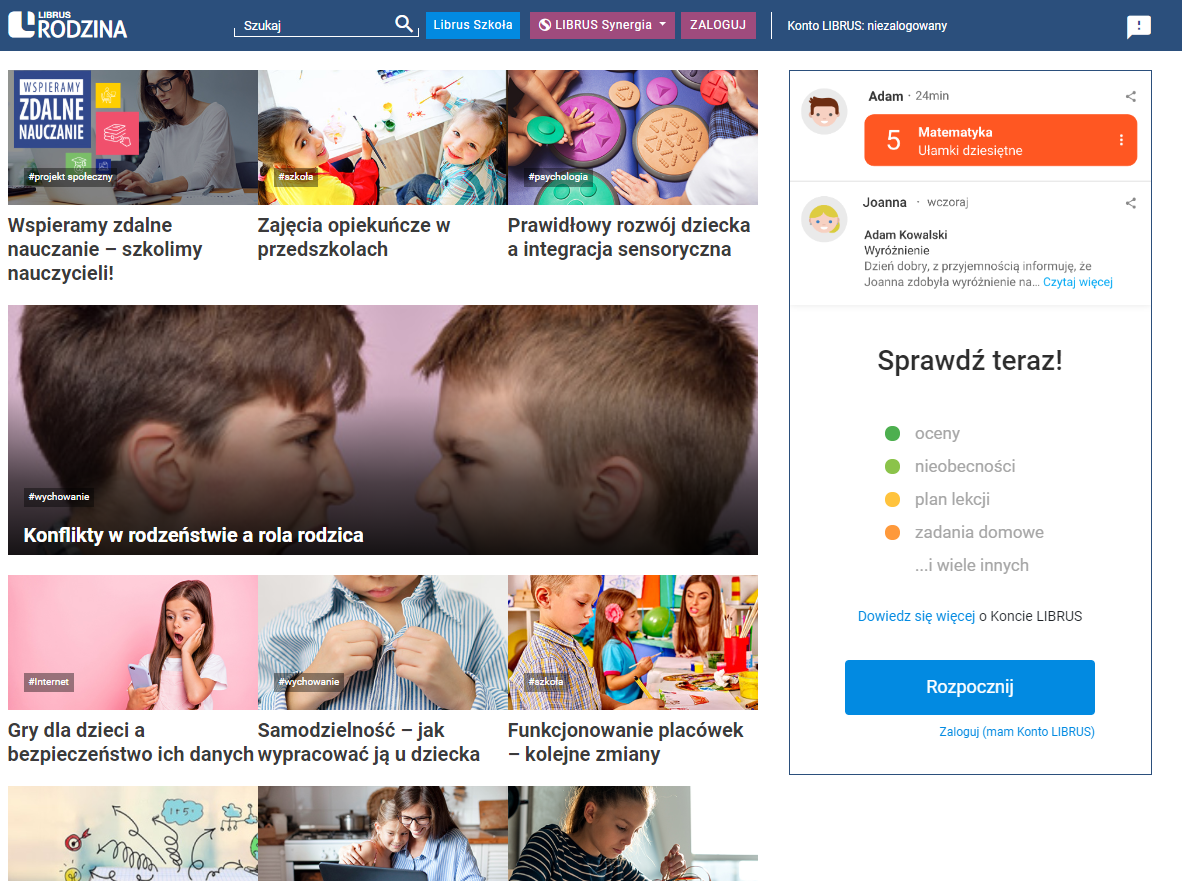 LIBRUS
RODZINA
Szukaj
Librus Szkoła
LIBRUS Synergia
ZALOGUJ
Konto LIBRUS: niezalogowany
WSPIERAMY
ZDALNE
NAUCZANIE
#projekt społeczny
#szkoła
#psychologia
Wspieramy zdalne
nauczanie – szkolimy
nauczycieli!
Zajęcia opiekuńcze w
przedszkolach
Prawidłowy rozwój dziecka
a integracja sensoryczna
#wychowanie
Konflikty w rodzeństwie a rola rodzica
#Internet
#wychowanie
#szkoła
Gry dla dzieci a
bezpieczeństwo ich danych
Samodzielność – jak
wypracować ją u dziecka
Funkcjonowanie placówek
– kolejne zmiany
1+5=
Adam · 24min
5
Matematyka
Ułamki dziesiętne
Joanna · wczoraj
Adam Kowalski
Wyróżnienie
Dzień dobry, z przyjemnością informuję, że
Joanna zdobyła wyróżnienie na... Czytaj więcej
Sprawdź teraz!
oceny
nieobecności
plan lekcji
zadania domowe
...i wiele innych
Dowiedz się więcej o Koncie LIBRUS
Rozpocznij
Zaloguj (mam Konto LIBRUS)